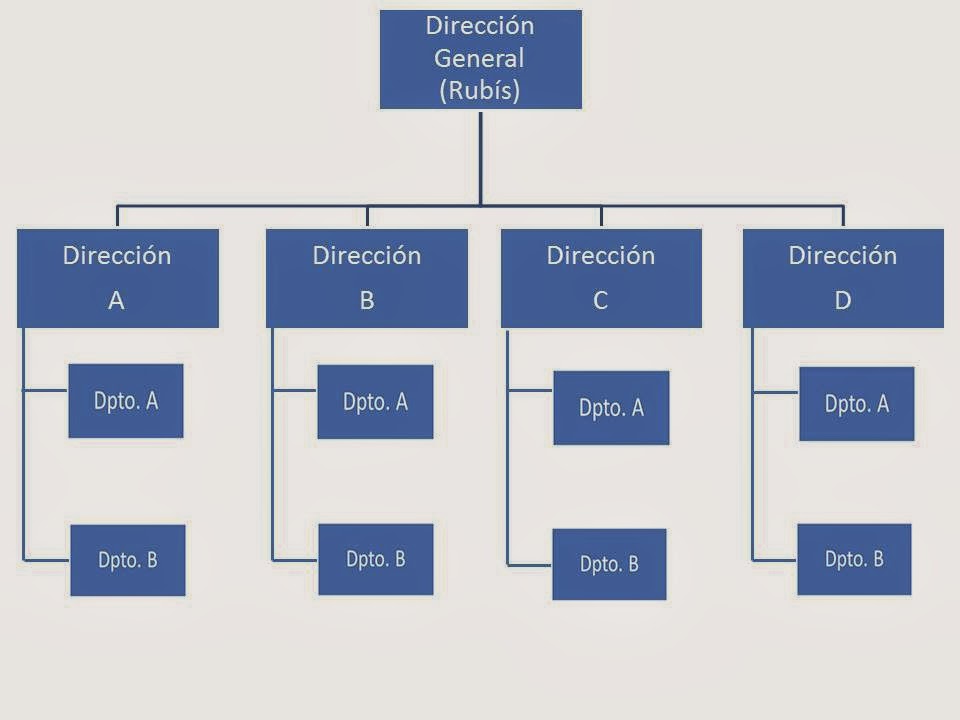 Dirección
General
(Rubís)
Dirección
A
Dirección
B
Dirección
C
Dirección
D
Dpto. A
Dpto. A
Dpto. A
Dpto. A
Dpto. B
Dpto. B
Dpto. B
Dpto. B